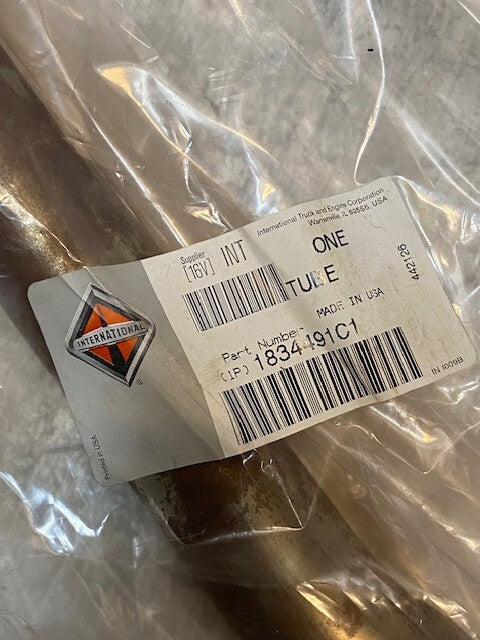 International Truck and Engine Corporation
Warrenville, IL 60555, USA
Supplier
[16V] INT
ONE
TUBE
442126
MADE IN USA
Part Number
(1P) 1834491C1
INTERNATIONAL
®
IN 1009B
Printed in USA